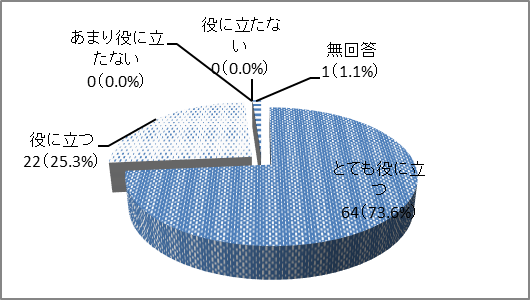 役に立たな
い
0(0.0%)
あまり役に立
たない
0(0.0%)
無回答
1(1.1%)
役に立つ
22(25.3%)
とても役に立
つ
64(73.6%)